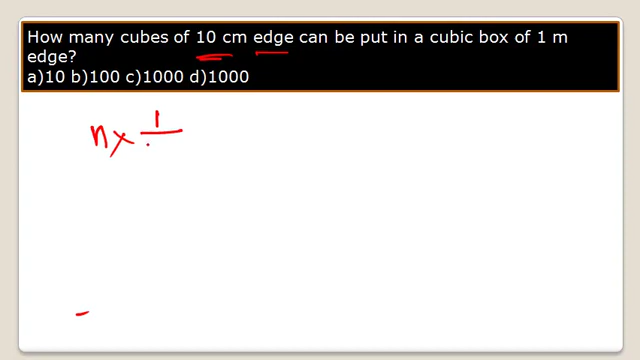 How many cubes of 10 cm edge can be put in a cubic box of 1 m
edge?
a)10 b)100 c)1000 d)1000
n× 1